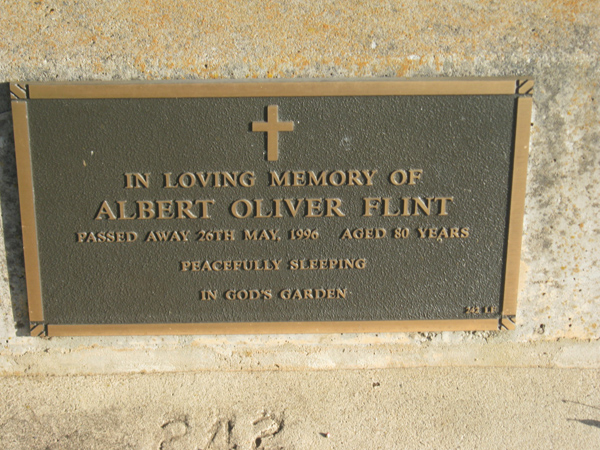 IN LOVING MEMORY OF
ALBERT OLIVER FLINT
PASSED AWAY 26TH MAY, 1996 AGED 80 YEARS
PEACEFULLY SLEEPING
IN GOD'S GARDEN
242